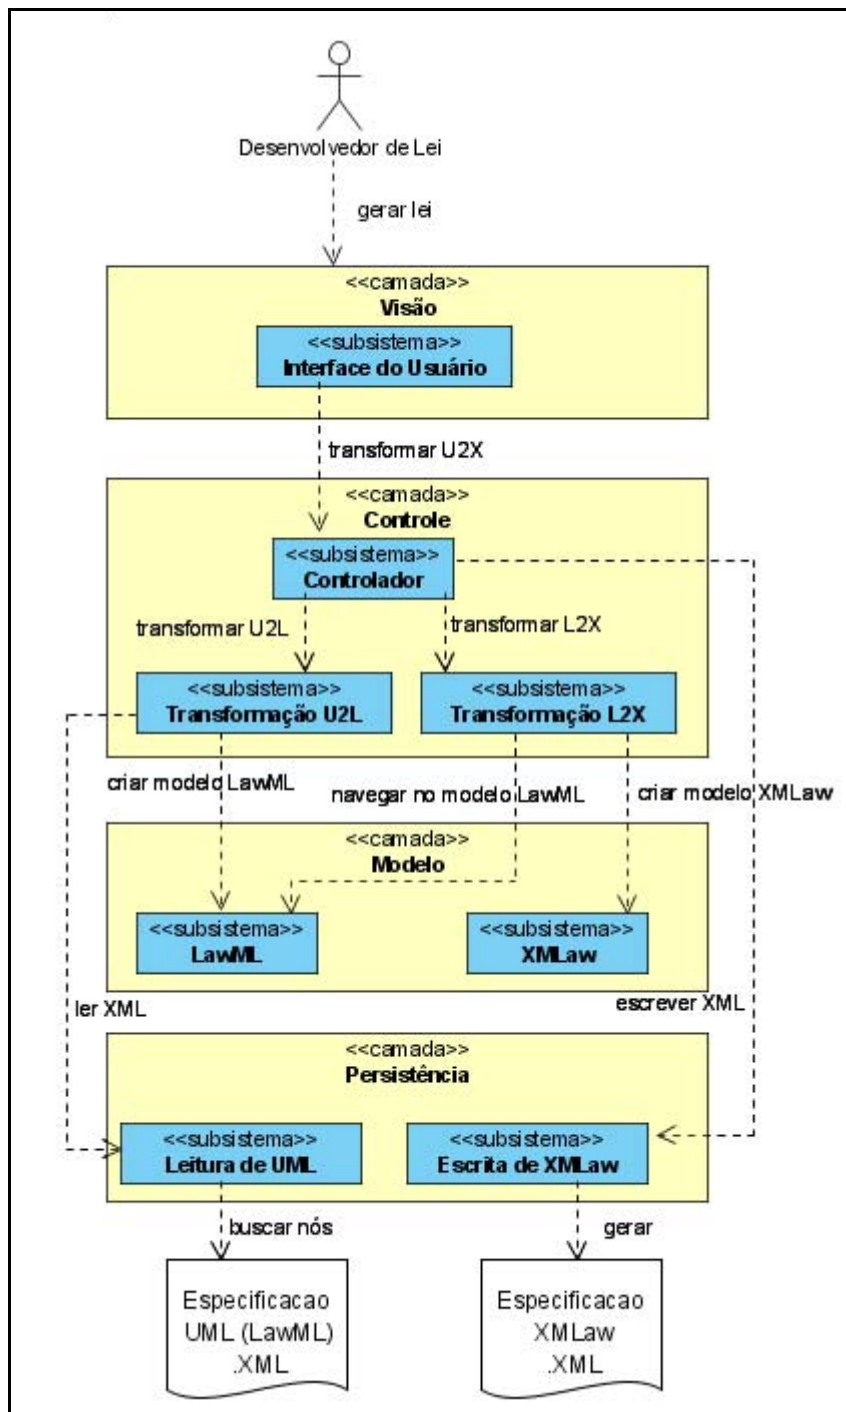 Desenvolvedor de Lei
gerar lei
<<camada>>
Visão
<<subsistema>>
Interface do Usuário
transformar U2X
<<camada>>
Controle
<<subsistema>>
Controlador
transformar U2L
transformar L2X
<<subsistema>>
Transformação U2L
<<subsistema>>
Transformação L2X
criar modelo LawML
navegar no modelo LawML
criar modelo XMLaw
<<camada>>
Modelo
<<subsistema>>
LawML
<<subsistema>>
XMLaw
ler XML
escrever XML
<<camada>>
Persistência
<<subsistema>>
Leitura de UML
<<subsistema>>
Escrita de XMLaw
buscar nós
gerar
Especificacao
UML (LawML)
.XML
Especificacao
XMLaw
.XML